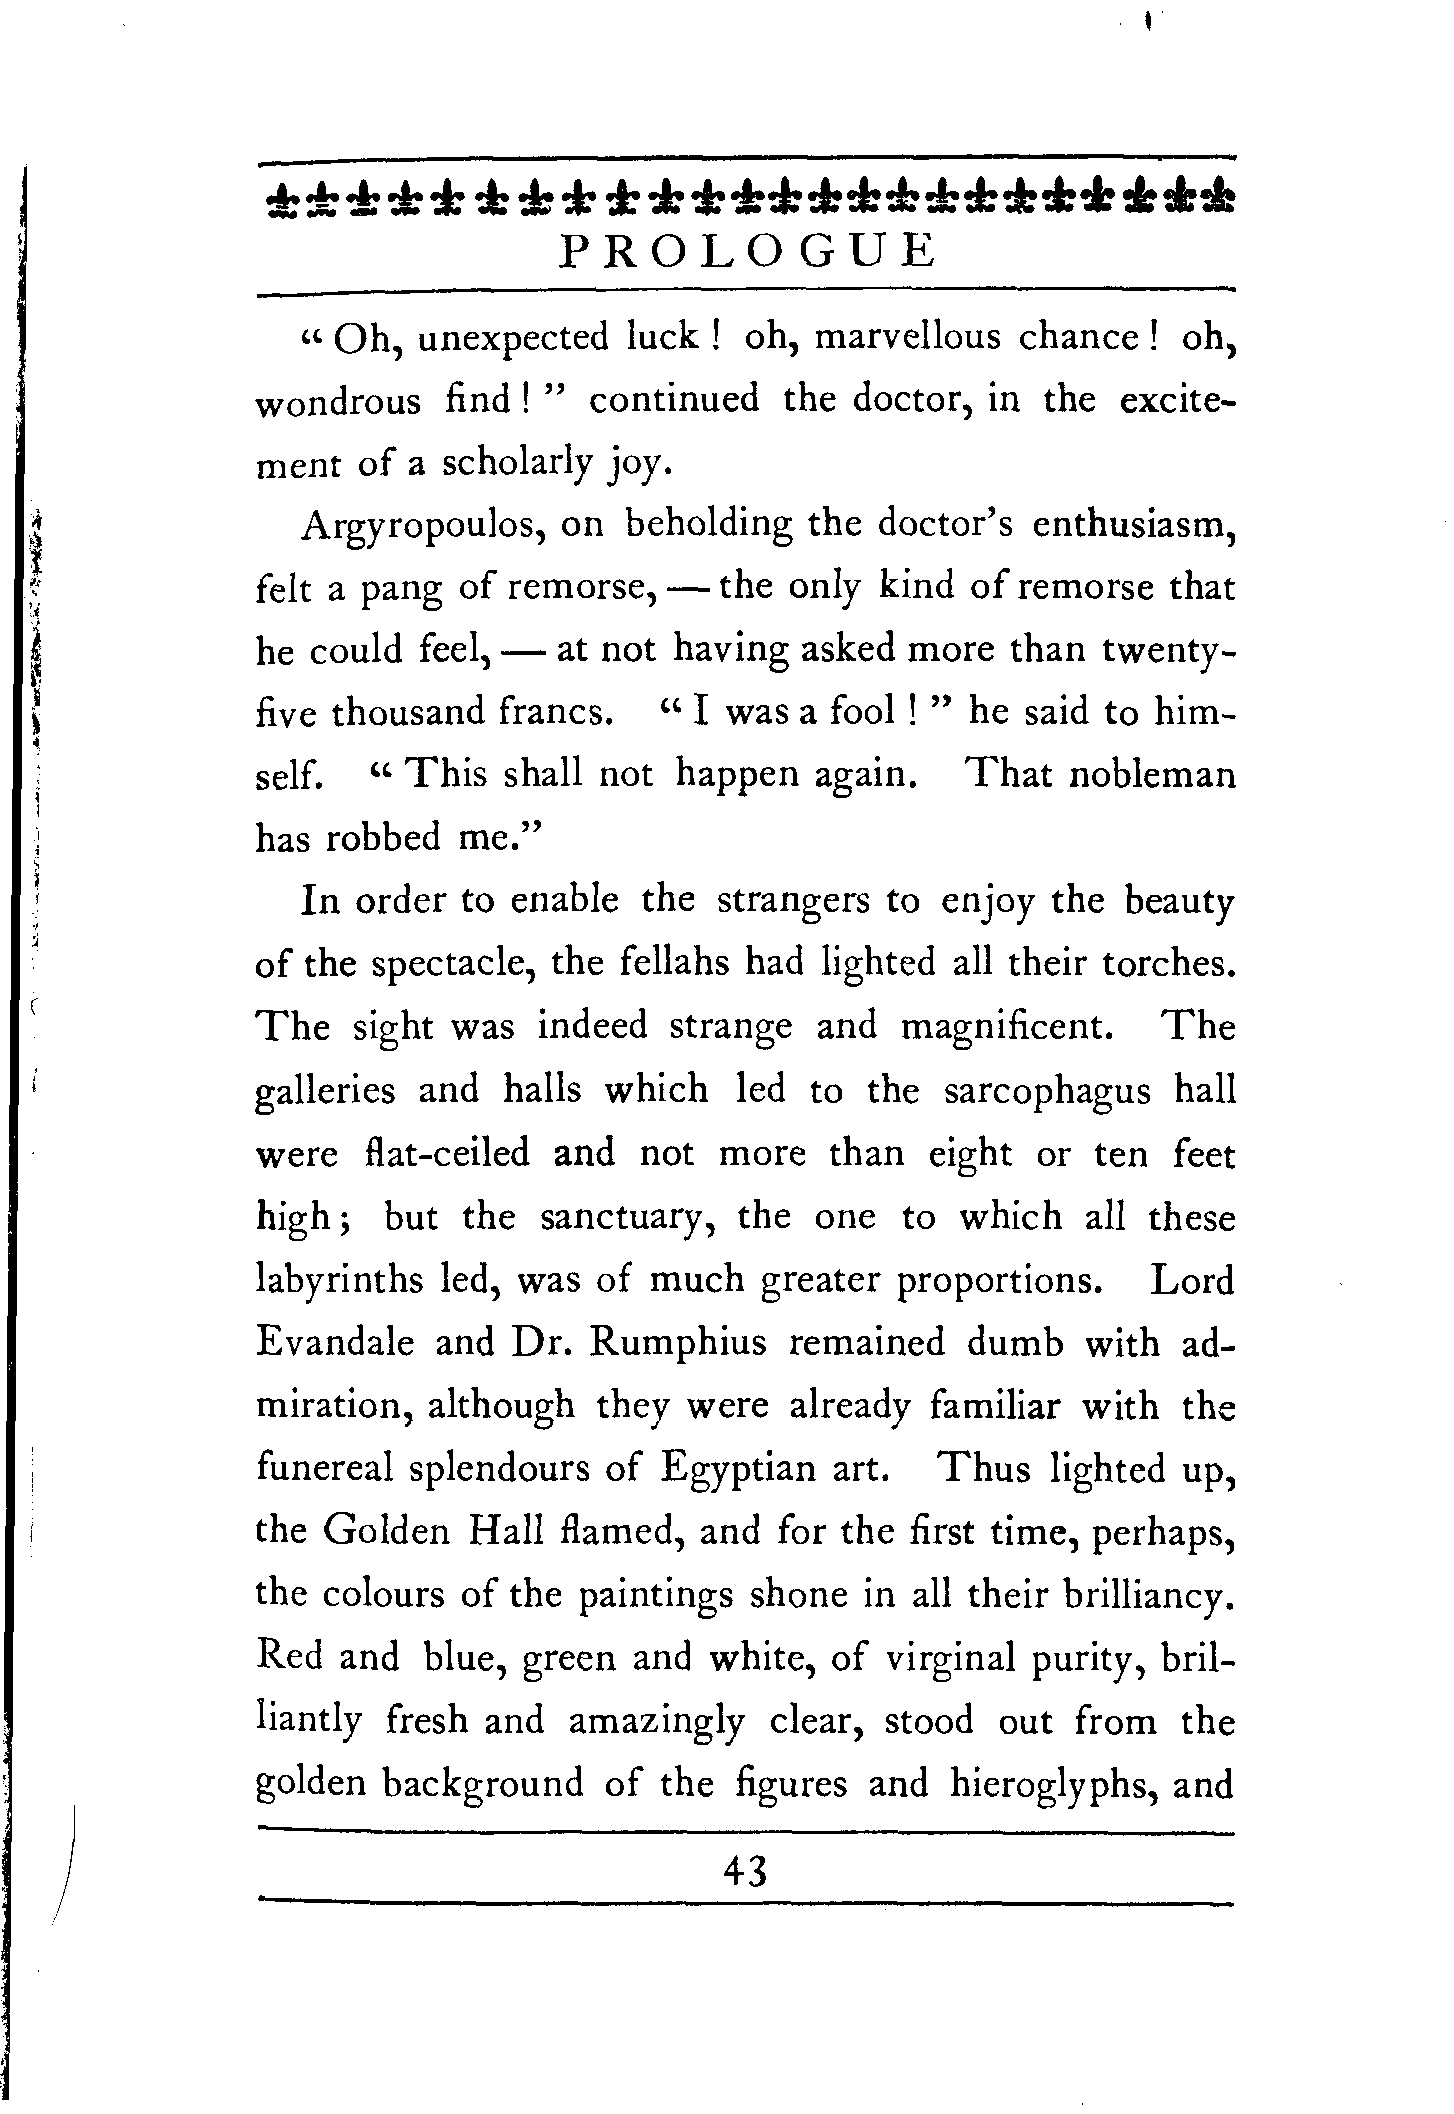 PROLOGUE
“ Oh, unexpected luck ! oh, marvellous chance ! oh,
wondrous find ! ” continued the doctor, in the excite-
ment of a scholarly joy.
Argyropoulos, on beholding the doctor’s enthusiasm,
felt a pang of remorse, — the only kind of remorse that
he could feel, — at not having asked more than twenty-
five thousand francs. “ I was a fool ! ” he said to him-
self. “ This shall not happen again. That nobleman
has robbed me.”
In order to enable the strangers to enjoy the beauty
of the spectacle, the fellahs had lighted all their torches.
The sight was indeed strange and magnificent. The
galleries and halls which led to the sarcophagus hall
were flat-ceiled and not more than eight or ten feet
high ; but the sanctuary, the one to which all these
labyrinths led, was of much greater proportions. Lord
Evandale and Dr. Rumphius remained dumb with ad-
miration, although they were already familiar with the
funereal splendours of Egyptian art. Thus lighted up,
the Golden Hall flamed, and for the first time, perhaps,
the colours of the paintings shone in all their brilliancy.
Red and blue, green and white, of virginal purity, bril-
liantly fresh and amazingly clear, stood out from the
golden background of the figures and hieroglyphs, and
43